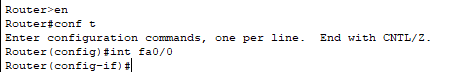 Router>en
Router#conf t
Enter configuration commands, one per line.  End with CNTL/Z.
Router(config)#int fa0/0
Router(config-if)#